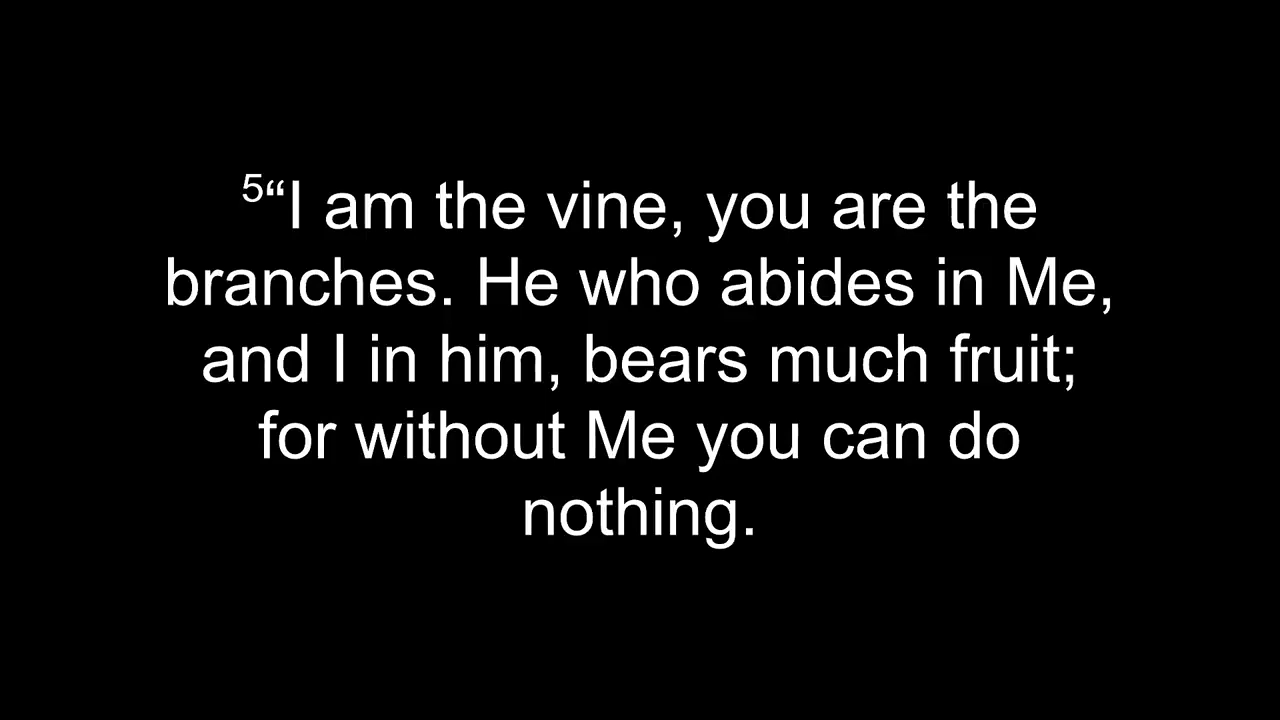 ⁵“I am the vine, you are the
branches. He who abides in Me,
and I in him, bears much fruit;
for without Me you can do
nothing.